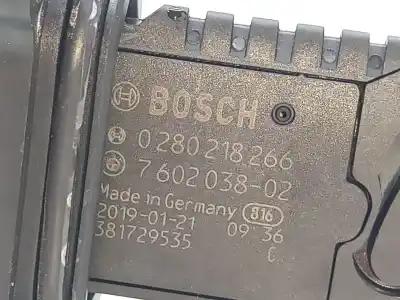 BOSCH
0 280 218 266
7 602 038-02
Made in Germany 816
2019-01-21 09 36
381729535 C